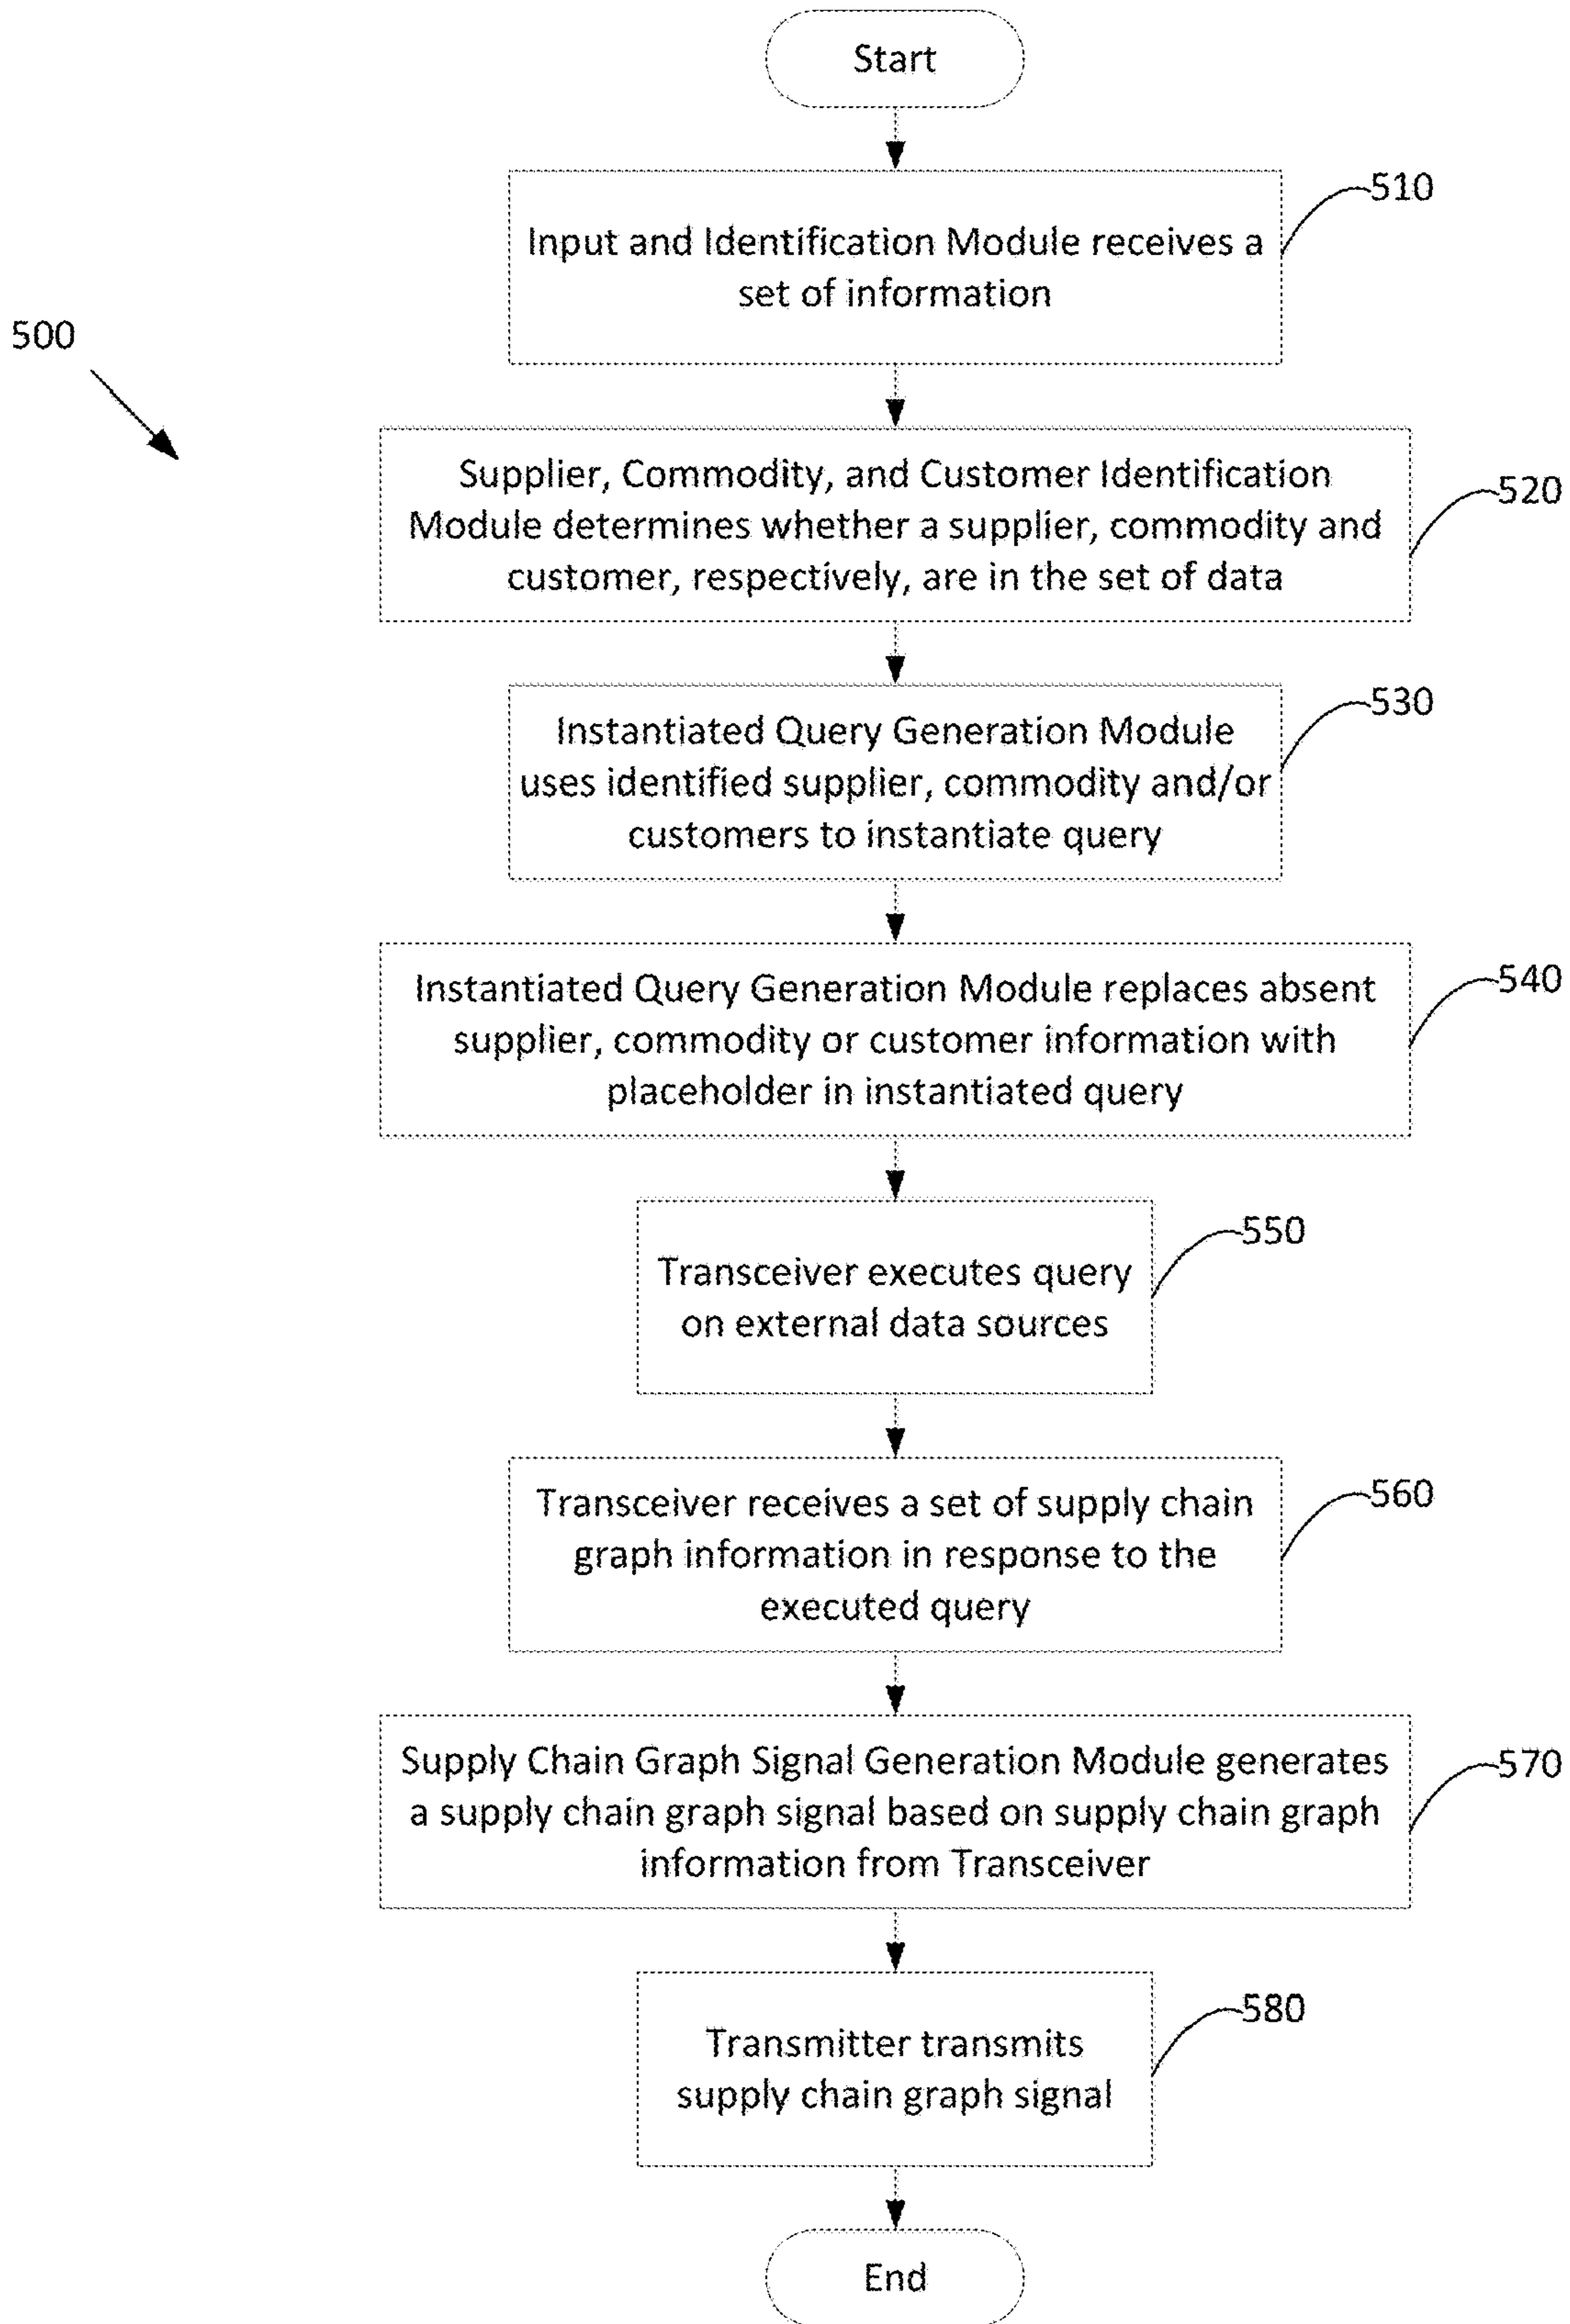 Start
Input and Identification Module receives a
set of information
510
500
Supplier, Commodity, and Customer Identification
Module determines whether a supplier, commodity and
customer, respectively, are in the set of data
520
Instantiated Query Generation Module
uses identified supplier, commodity and/or
customers to instantiate query
530
Instantiated Query Generation Module replaces absent
supplier, commodity or customer information with
placeholder in instantiated query
540
Transceiver executes query
on external data sources
550
Transceiver receives a set of supply chain
graph information in response to the
executed query
560
Supply Chain Graph Signal Generation Module generates
a supply chain graph signal based on supply chain graph
information from Transceiver
570
Transmitter transmits
supply chain graph signal
580
End